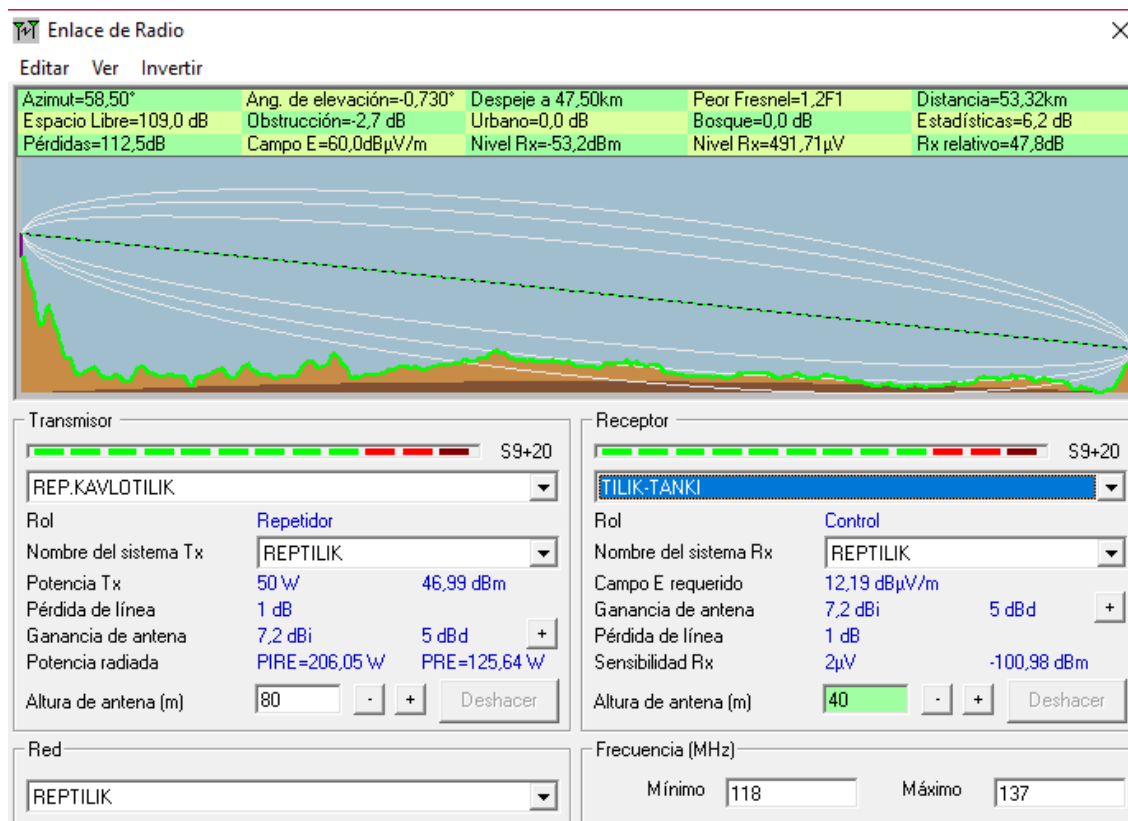 Enlace de Radio
Editar Ver Invertir
Azimut=58,50° Ang. de elevación=-0,730° Despeje a 47,50km Peor Fresnel=1,2F1 Distancia=53,32km
Espacio Libre=109,0 dB Obstrucción=-2,7 dB Urbano=0,0 dB Bosque=0,0 dB Estadísticas=6,2 dB
Pérdidas=112,5dB Campo E=60,0dBµV/m Nivel Rx=-53,2dBm Nivel Rx=491,71µV Rx relativo=47,8dB
Transmisor
S9+20
REP.KAVLOTILIK
Rol Repetidor
Nombre del sistema Tx REPTILIK
Potencia Tx 50 W 46,99 dBm
Pérdida de línea 1 dB
Ganancia de antena 7,2 dBi 5 dBd +
Potencia radiada PIRE=206,05 W PRE=125,64 W
Altura de antena (m) 80 - + Deshacer
Receptor
S9+20
TILIK-TANKI
Rol Control
Nombre del sistema Rx REPTILIK
Campo E requerido 12,19 dBµV/m
Ganancia de antena 7,2 dBi 5 dBd +
Pérdida de línea 1 dB
Sensibilidad Rx 2µV -100,98 dBm
Altura de antena (m) 40 - + Deshacer
Red
REPTILIK
Frecuencia (MHz)
Mínimo 118 Máximo 137